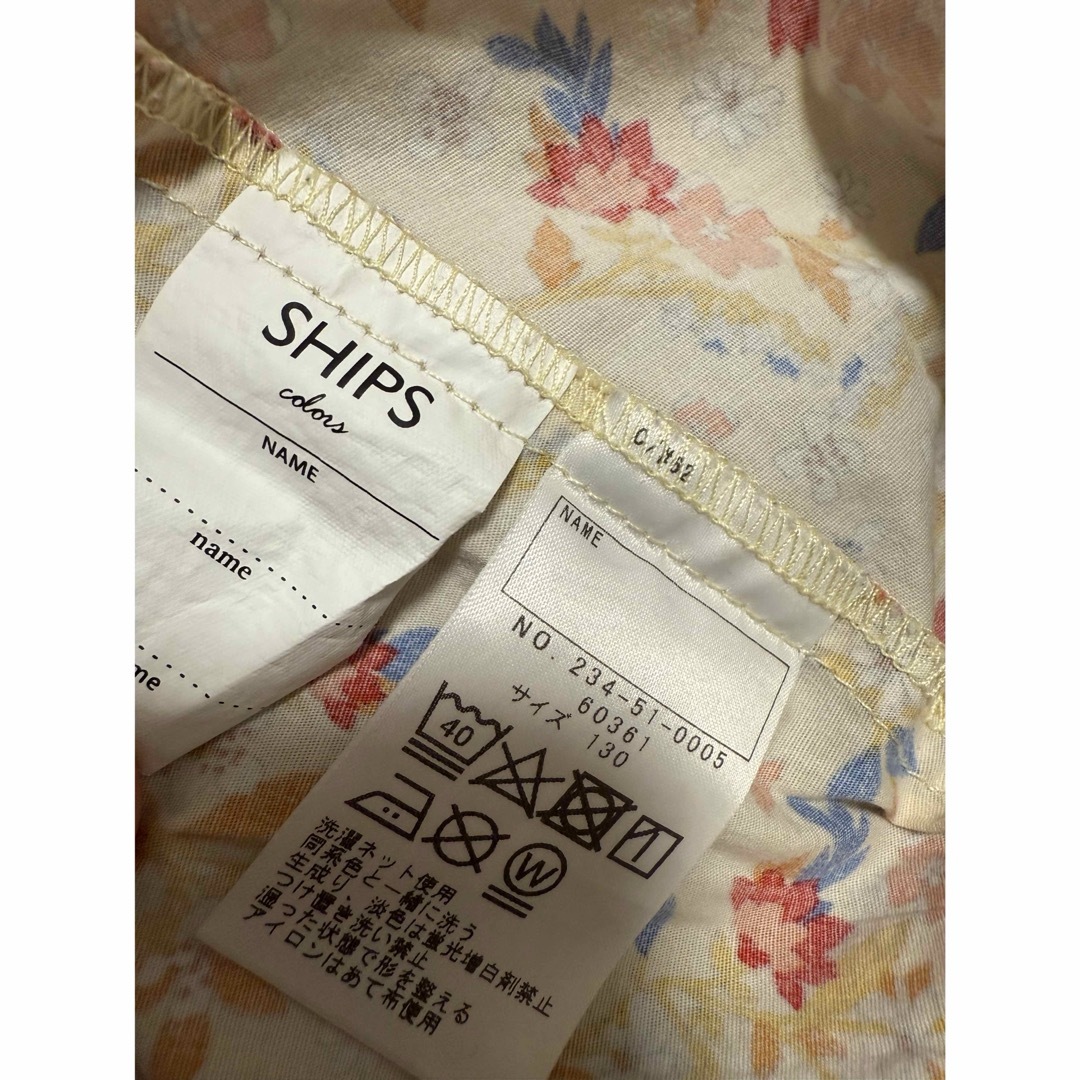 SHIPS
colors
NAME
name
me
NAME
NO. 234-51-0005
60361
サイズ 130
40
W
洗濯ネット使用
同系色と一緒に洗う
生成り、淡色は蛍光増白剤禁止
つけ置き洗い禁止
湿った状態で形を整える
アイロンはあて布使用